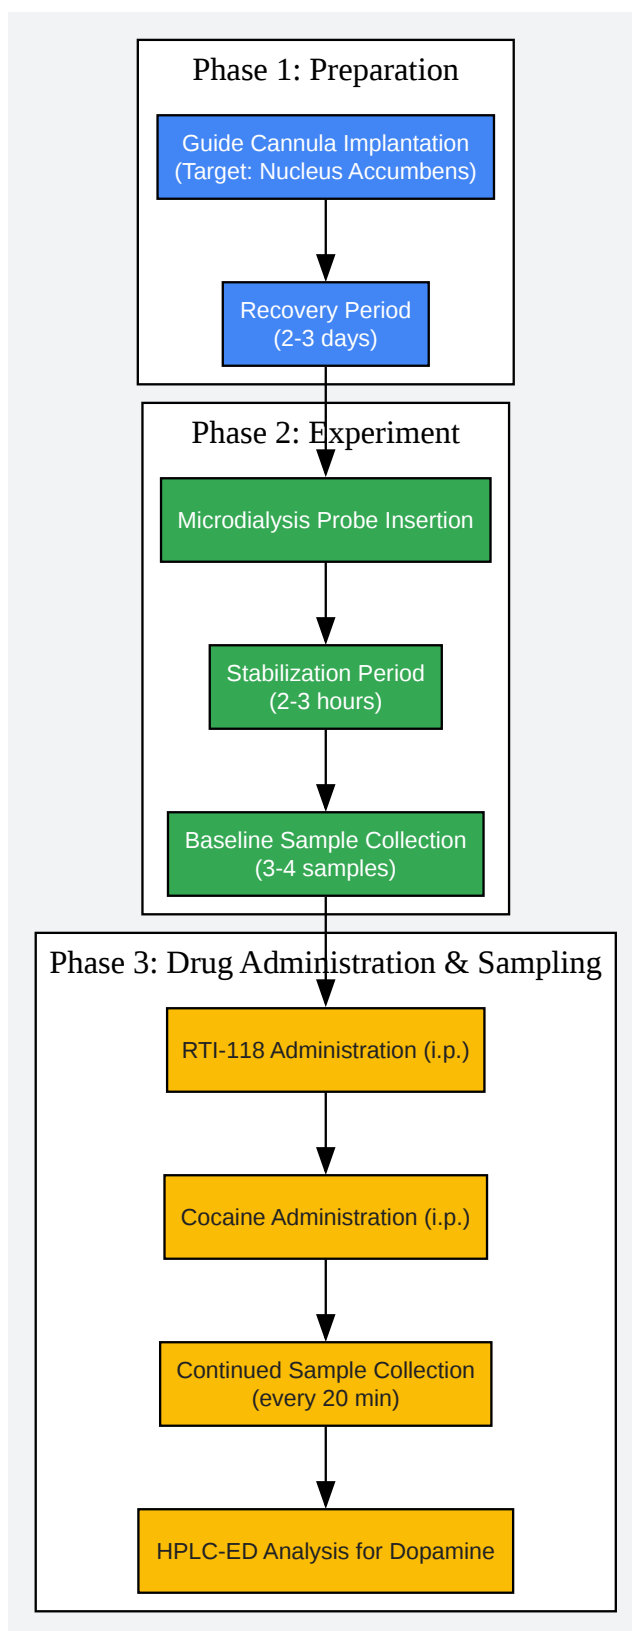 Phase 1: Preparation
Guide Cannula Implantation
(Target: Nucleus Accumbens)
Recovery Period
(2-3 days)
Phase 2: Experiment
Microdialysis Probe Insertion
Stabilization Period
(2-3 hours)
Baseline Sample Collection
(3-4 samples)
Phase 3: Drug Administration & Sampling
RTI-118 Administration (i.p.)
Cocaine Administration (i.p.)
Continued Sample Collection
(every 20 min)
HPLC-ED Analysis for Dopamine